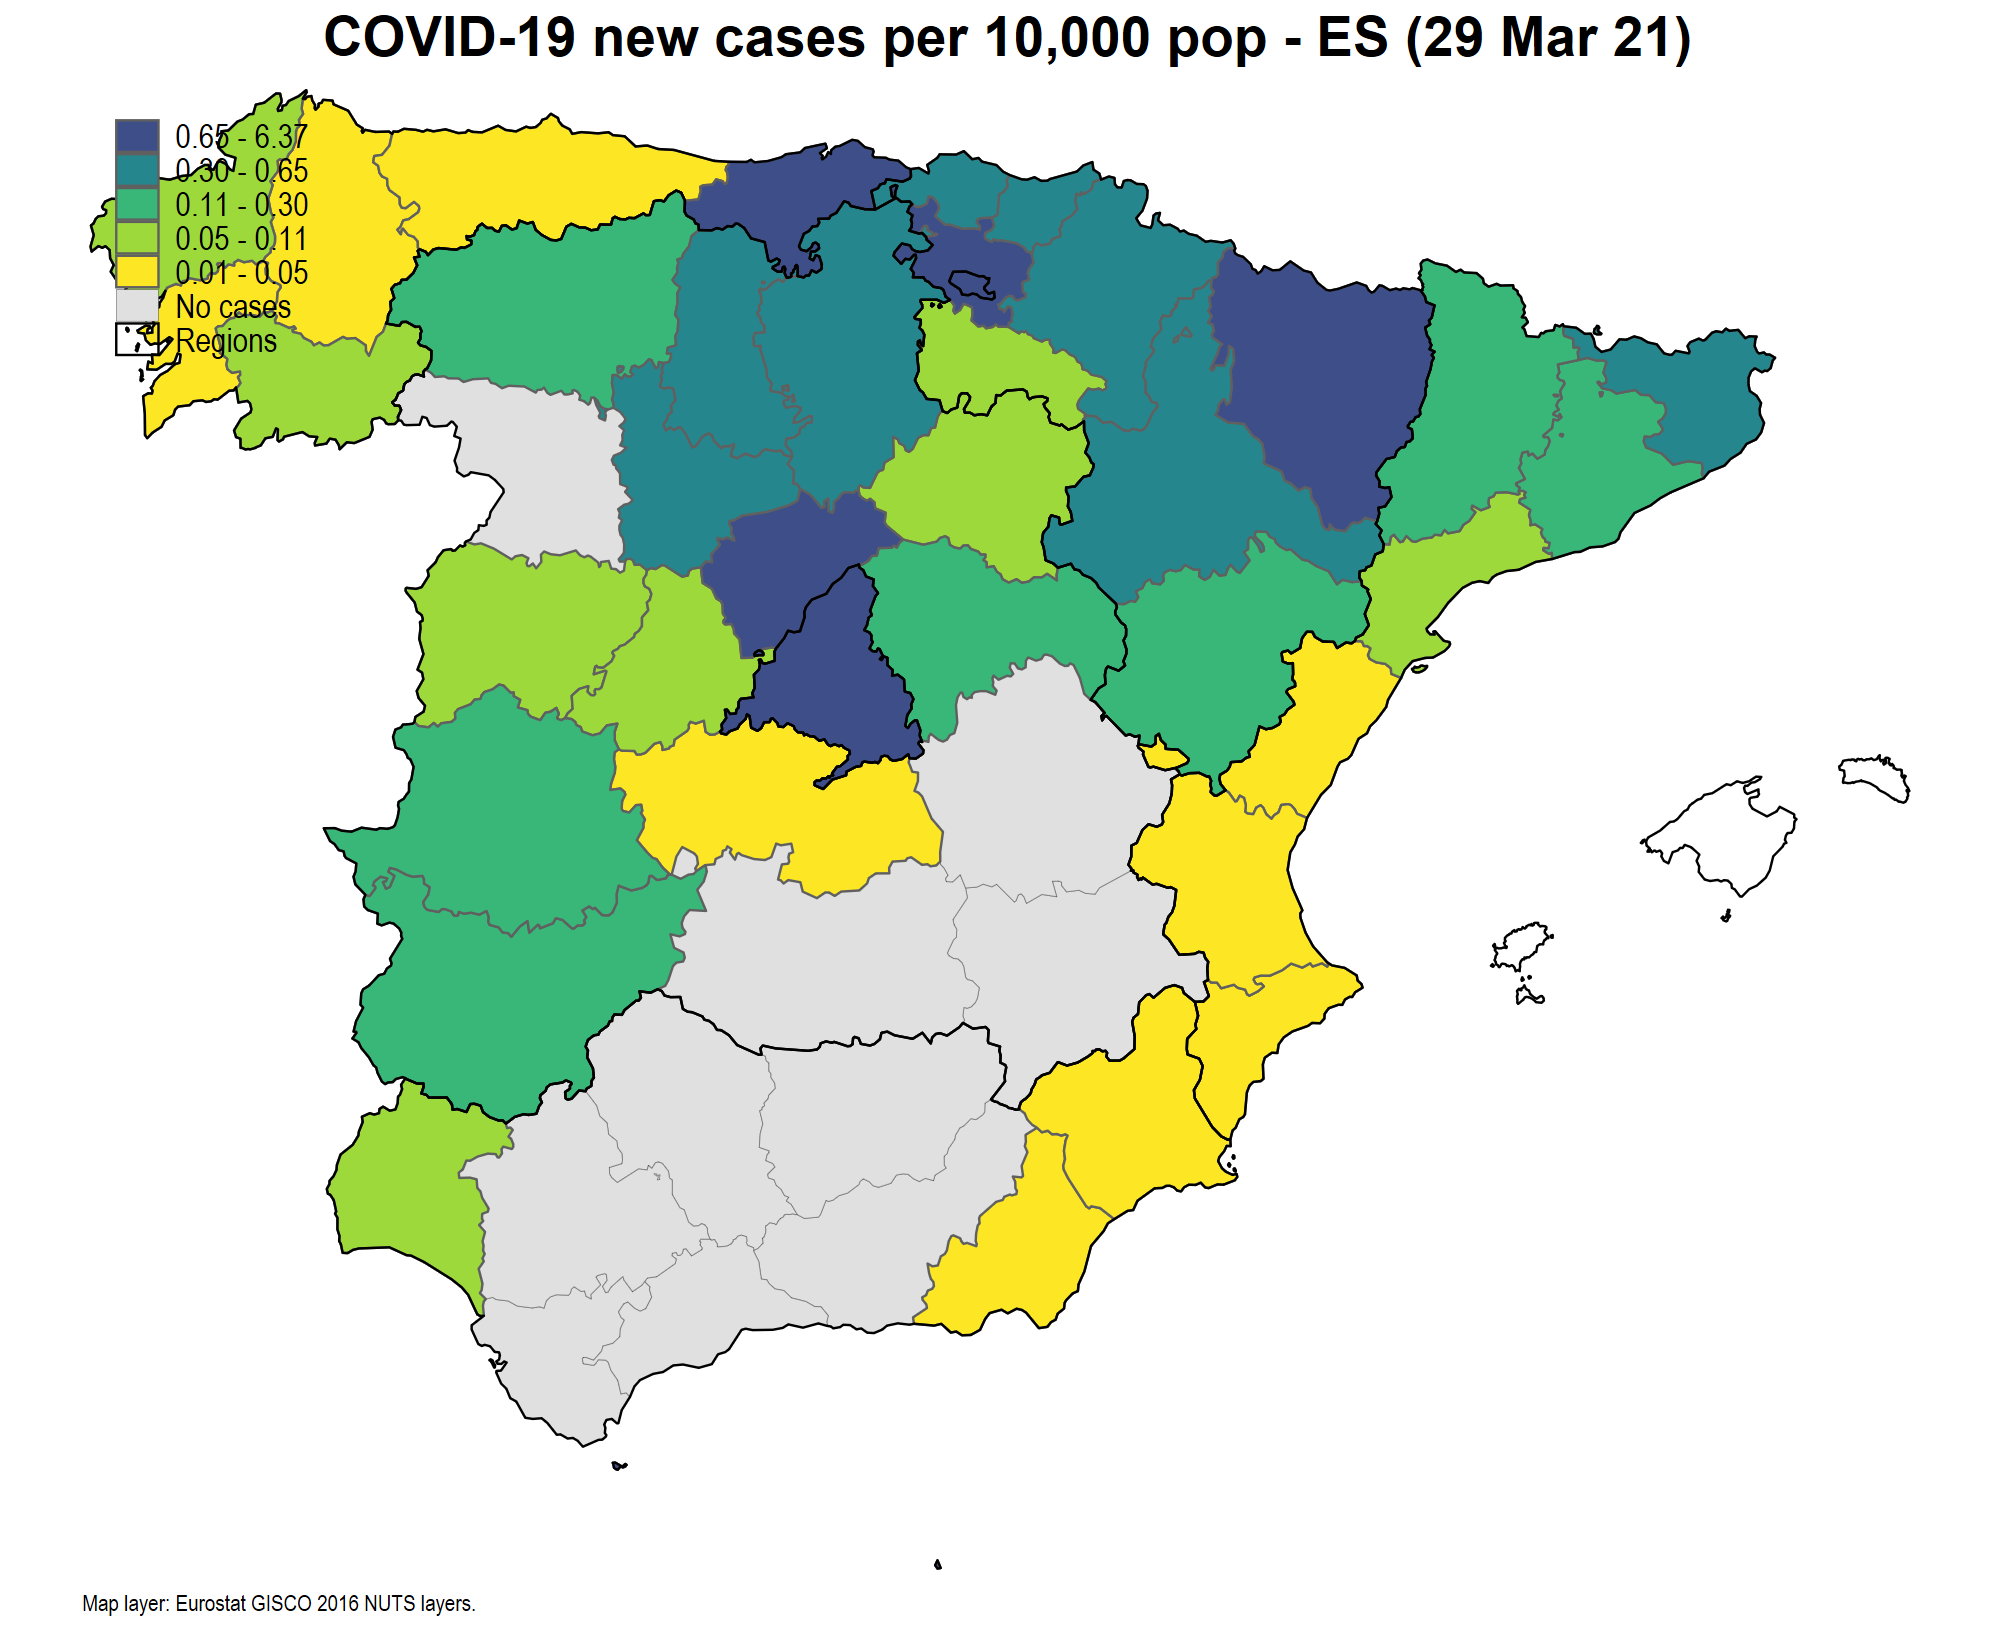 COVID-19 new cases per 10,000 pop - ES (29 Mar 21)
0.65 - 6.37
0.30 - 0.65
0.11 - 0.30
0.05 - 0.11
0.01 - 0.05
No cases
Regions
Map layer: Eurostat GISCO 2016 NUTS layers.